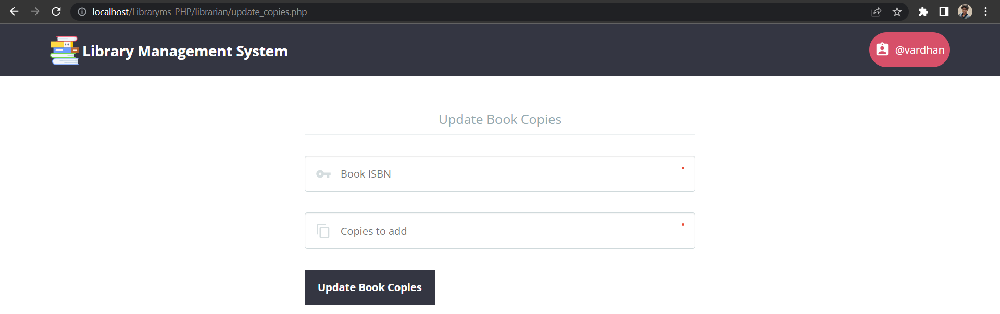 localhost/Libraryms-PHP/librarian/update_copies.php
Library Management System
@vardhan
Update Book Copies
Book ISBN
Copies to add
Update Book Copies